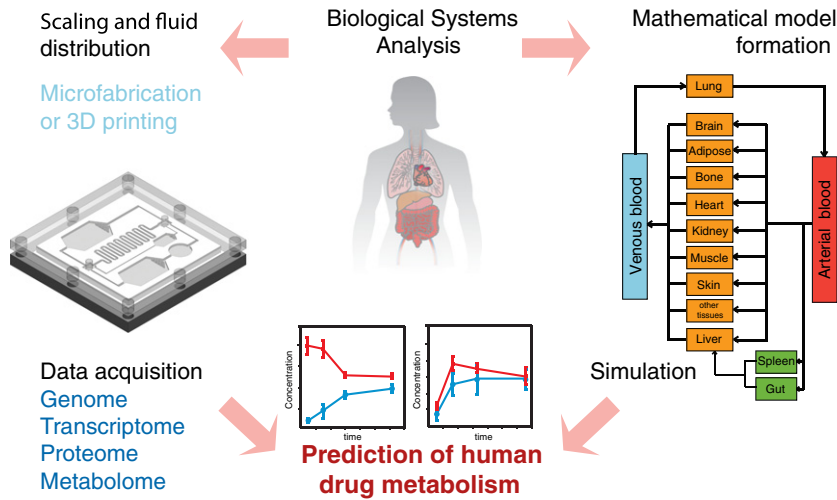 Scaling and fluid
distribution
Microfabrication
or 3D printing
Biological Systems
Analysis
Mathematical model
formation
Lung
Brain
Adipose
Bone
Heart
Kidney
Muscle
Skin
other
tissues
Liver
Spleen
Gut
Venous blood
Arterial blood
Data acquisition
Genome
Transcriptome
Proteome
Metabolome
Concentration
time
Concentration
time
Simulation
Prediction of human
drug metabolism